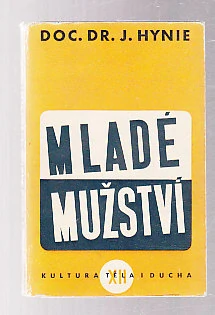 DOC. DR. J. HYNIE
MLADÉ
MUŽSTVÍ
KULTURA TĚLA I DUCHA
XII